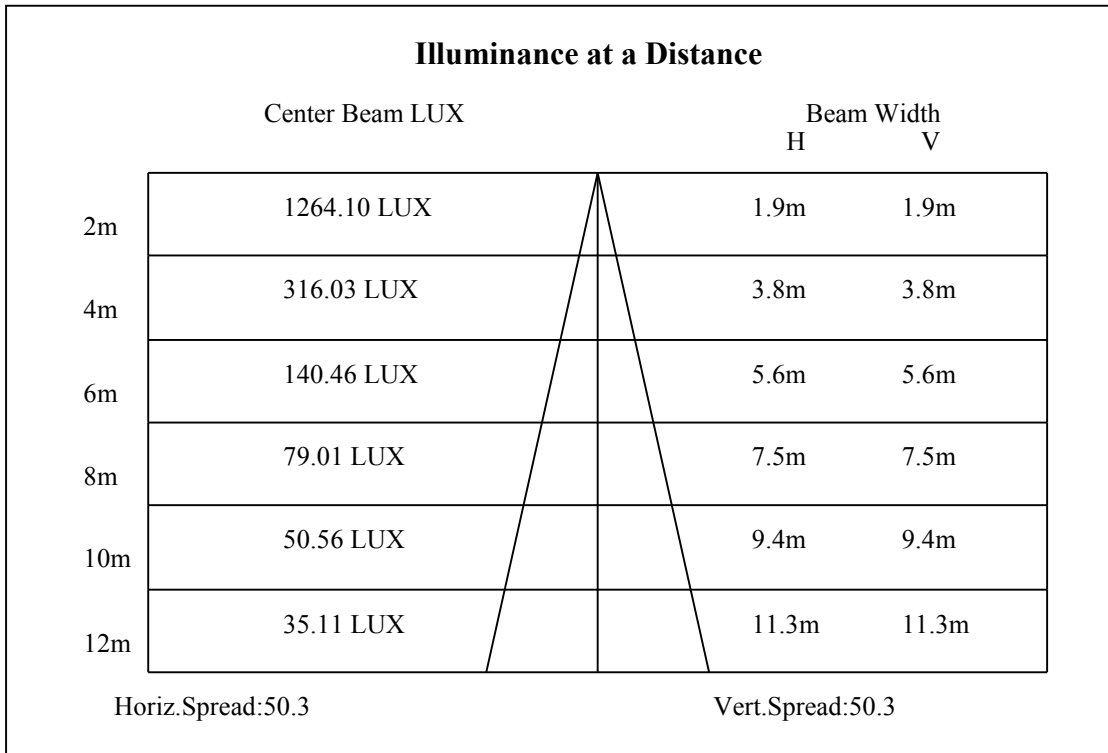 Illuminance at a Distance
Center Beam LUX Beam Width
H V
2m 1264.10 LUX 1.9m 1.9m
4m 316.03 LUX 3.8m 3.8m
6m 140.46 LUX 5.6m 5.6m
8m 79.01 LUX 7.5m 7.5m
10m 50.56 LUX 9.4m 9.4m
12m 35.11 LUX 11.3m 11.3m
Horiz.Spread:50.3 Vert.Spread:50.3